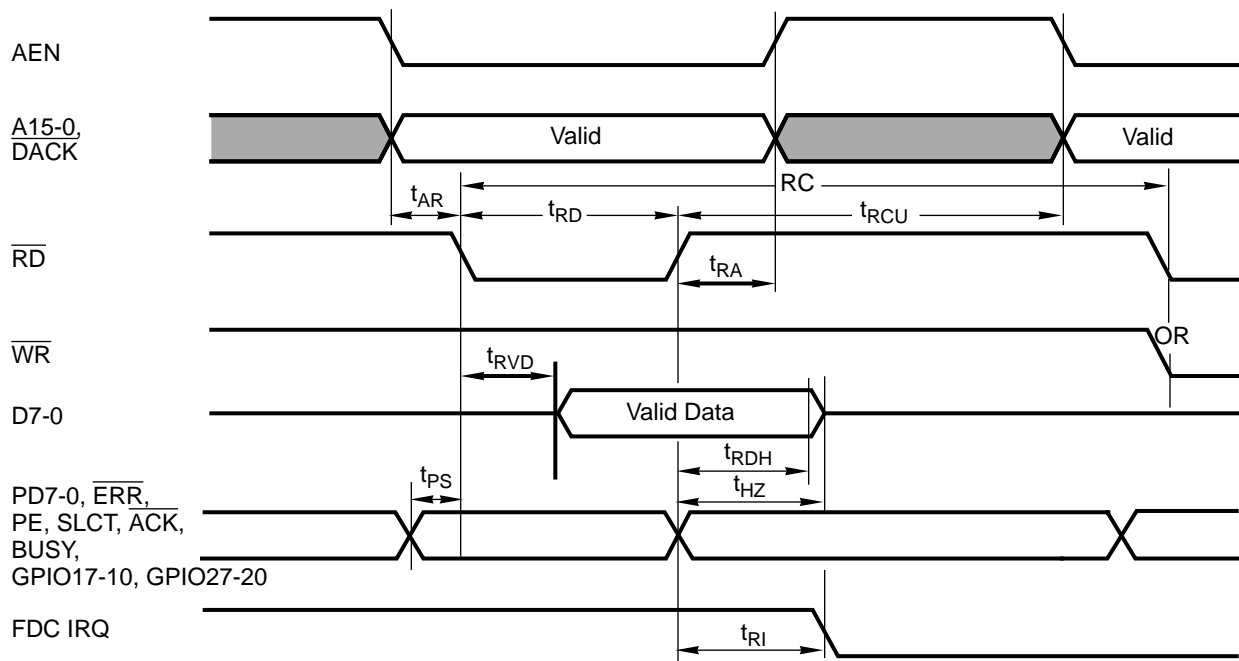 AEN
A15-0,
DACK
Valid
Valid
RC
tAR
tRD
tRCU
RD
tRA
WR
OR
tRVD
D7-0
Valid Data
tRDH
tPS
tHZ
PD7-0, ERR,
PE, SLCT, ACK,
BUSY,
GPIO17-10, GPIO27-20
FDC IRQ
tRI